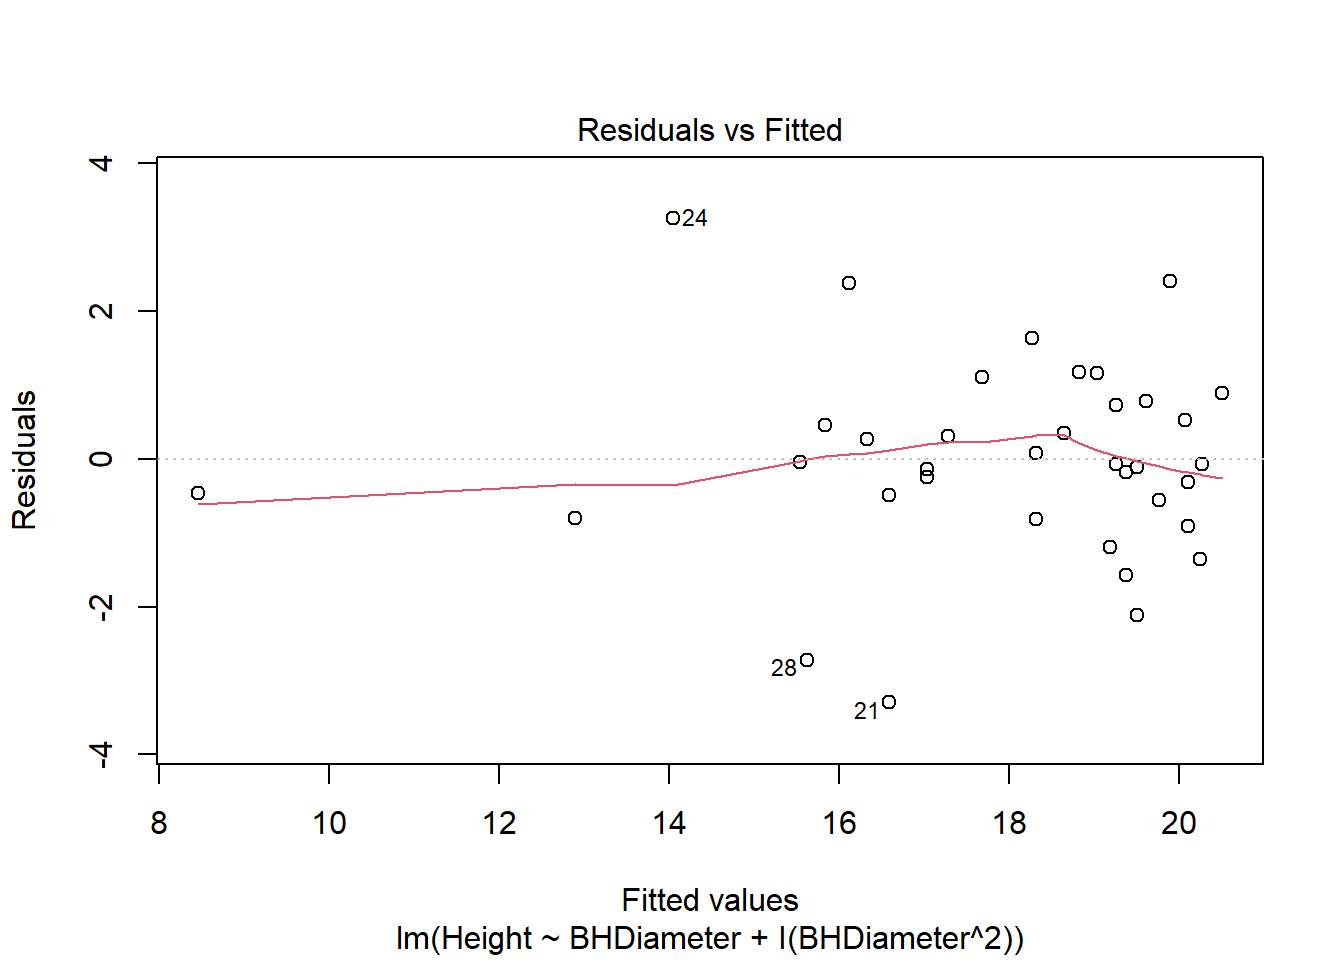 Residuals vs Fitted
4
2
0
-2
-4
Residuals
24
28
21
8 10 12 14 16 18 20
Fitted values
lm(Height ~ BHDiameter + I(BHDiameter^2))